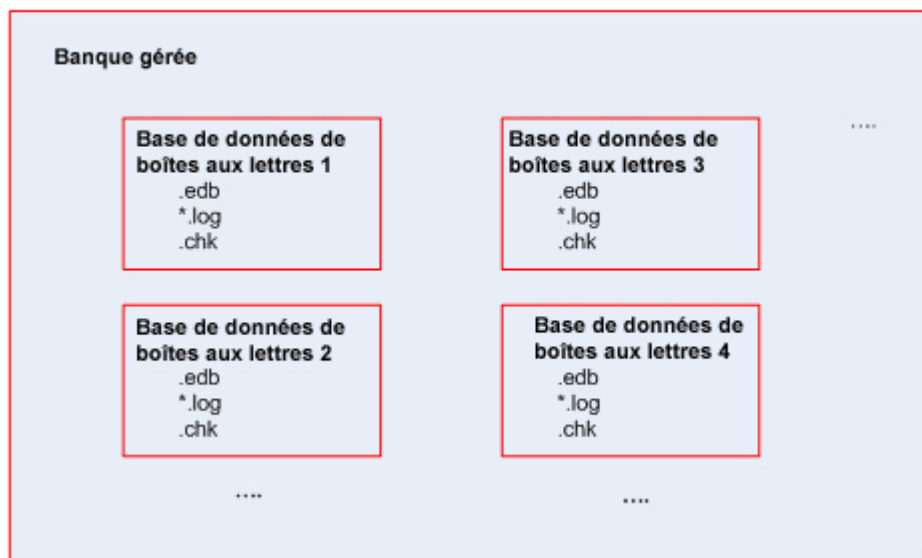 Banque gérée
Base de données de
boîtes aux lettres 1
.edb
*.log
.chk
Base de données de
boîtes aux lettres 3
.edb
*.log
.chk
....
Base de données de
boîtes aux lettres 2
.edb
*.log
.chk
....
Base de données de
boîtes aux lettres 4
.edb
*.log
.chk
....